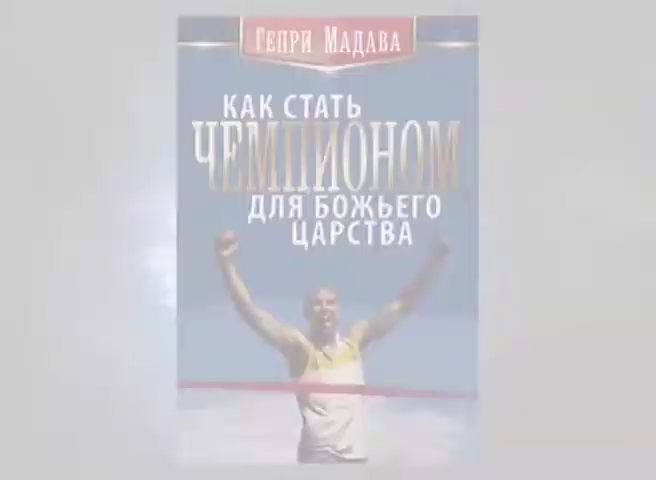 ГЕНРИ МАДАВА
КАК СТАТЬ
ЧЕМПИОНОМ
ДЛЯ БОЖЬЕГО
ЦАРСТВА